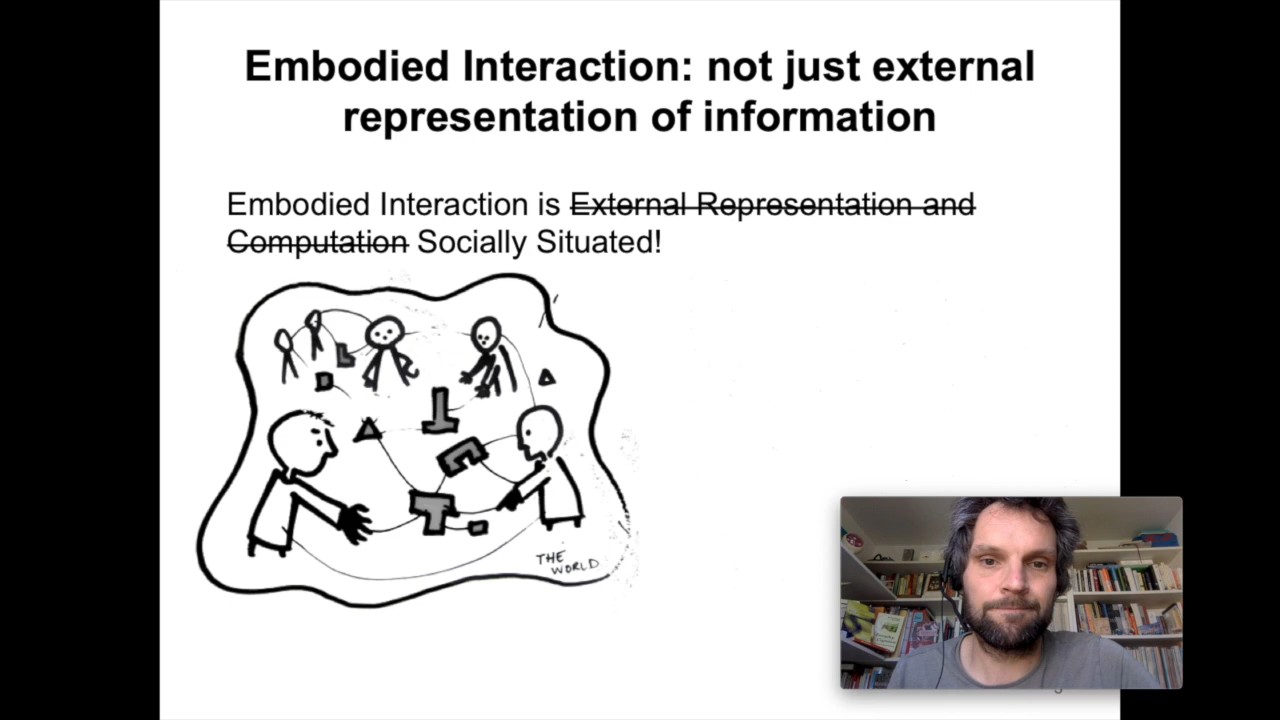 Embodied Interaction: not just external
representation of information
Embodied Interaction is External Representation and
Computation Socially Situated!
THE
WORLD